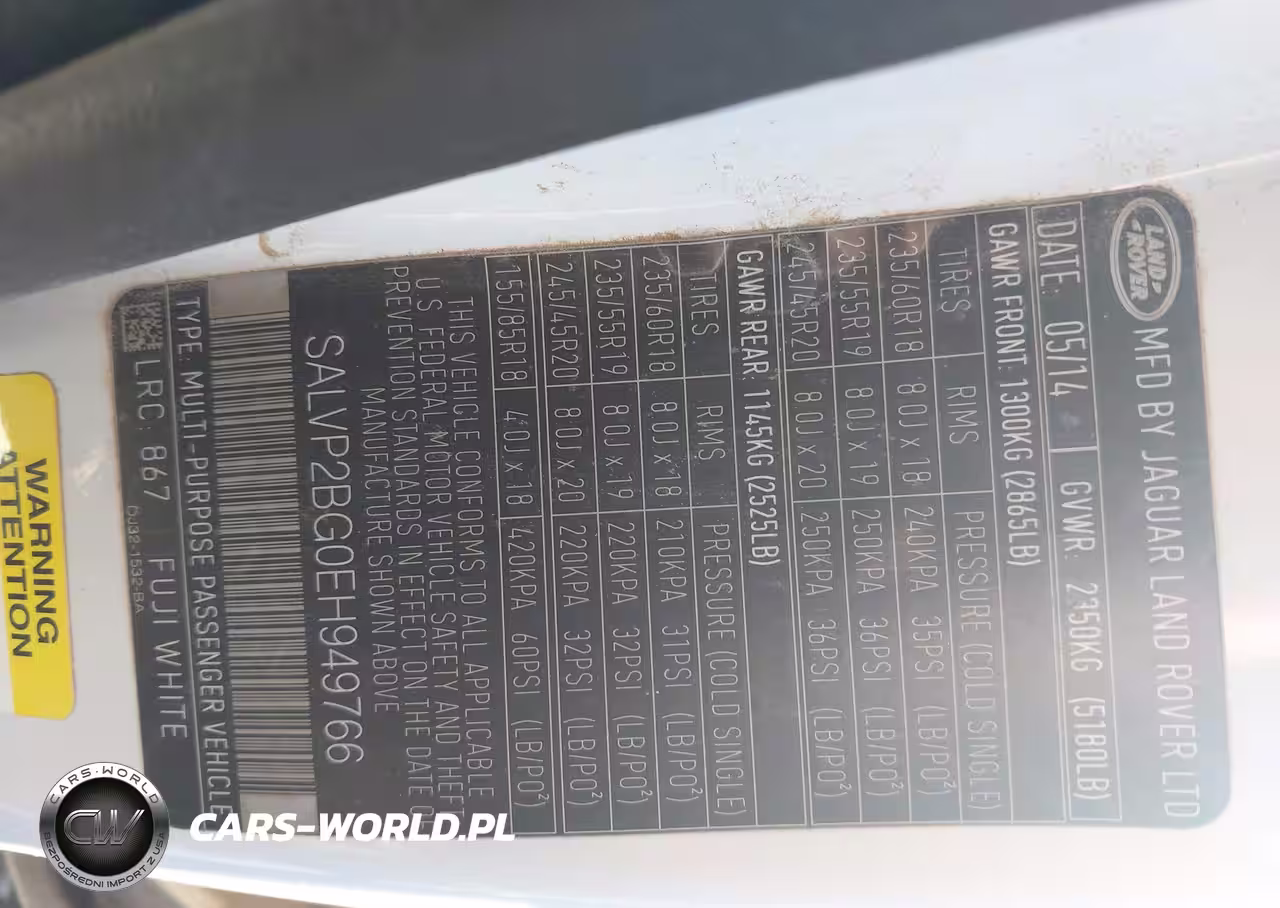 LAND
ROVER
MFD BY JAGUAR LAND ROVER LTD
DATE: 05/14 GVWR: 2350KG (5180LB)
GAWR FRONT: 1300KG (2865LB)
TIRES RIMS PRESSURE (COLD SINGLE)
235/60R18 8.0J x 18 240KPA 35PSI (LB/PO²)
235/55R19 8.0J x 19 250KPA 36PSI (LB/PO²)
245/45R20 8.0J x 20 250KPA 36PSI (LB/PO²)
GAWR REAR: 1145KG (2525LB)
TIRES RIMS PRESSURE (COLD SINGLE)
235/60R18 8.0J x 18 210KPA 31PSI (LB/PO²)
235/55R19 8.0J x 19 220KPA 32PSI (LB/PO²)
245/45R20 8.0J x 20 220KPA 32PSI (LB/PO²)
155/85R18 4.0J x 18 420KPA 60PSI (LB/PO²)
THIS VEHICLE CONFORMS TO ALL APPLICABLE
U.S. FEDERAL MOTOR VEHICLE SAFETY AND THEFT
PREVENTION STANDARDS IN EFFECT ON THE DATE O
MANUFACTURE SHOWN ABOVE
SALVP2BG0EH949766
TYPE: MULTI-PURPOSE PASSENGER VEHICLE
LRC: 867 FUJI WHITE
DJ32-1532-BA
WARNING
ATTENTION
CARS-WORLD
CW
BEZPOŚREDNI IMPORT Z USA
CARS-WORLD.PL